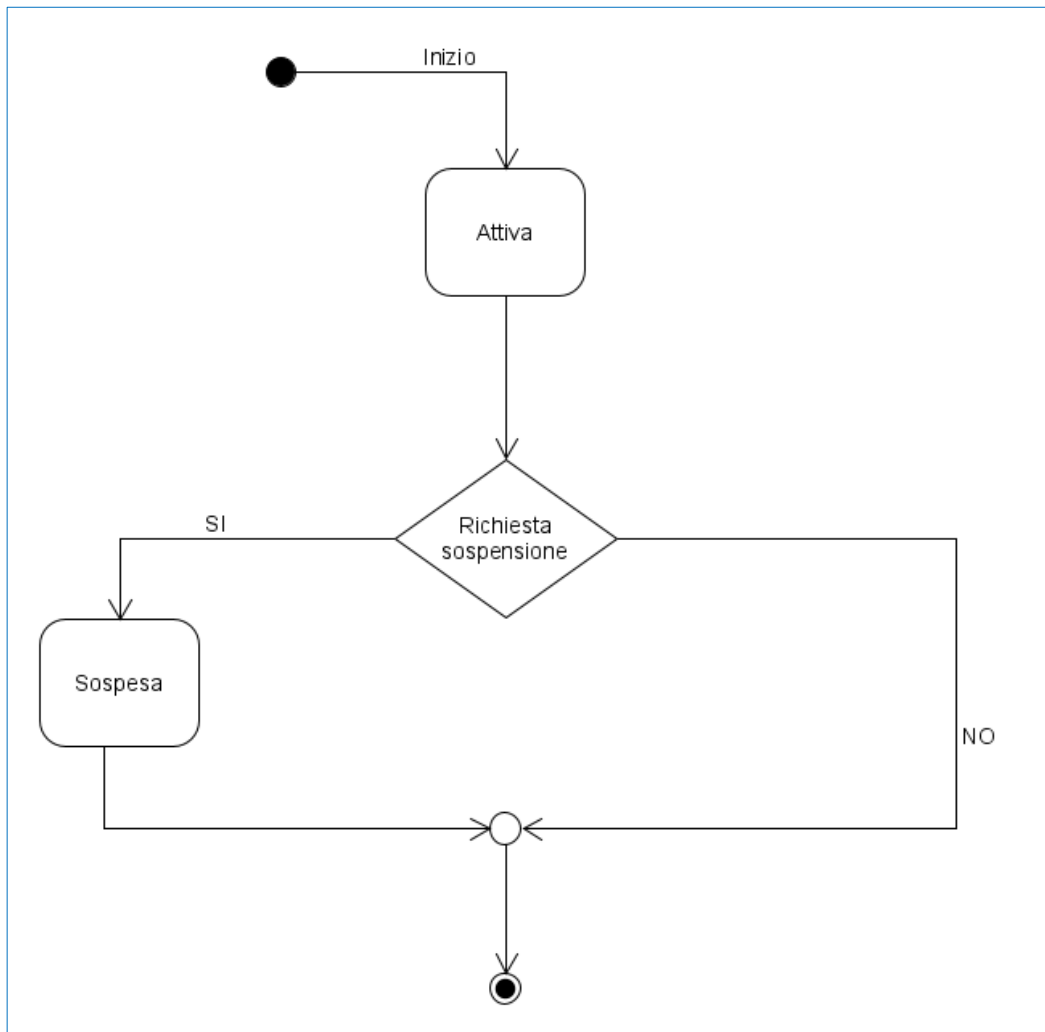 Inizio
Attiva
Richiesta
sospensione
SI
Sospesa
NO